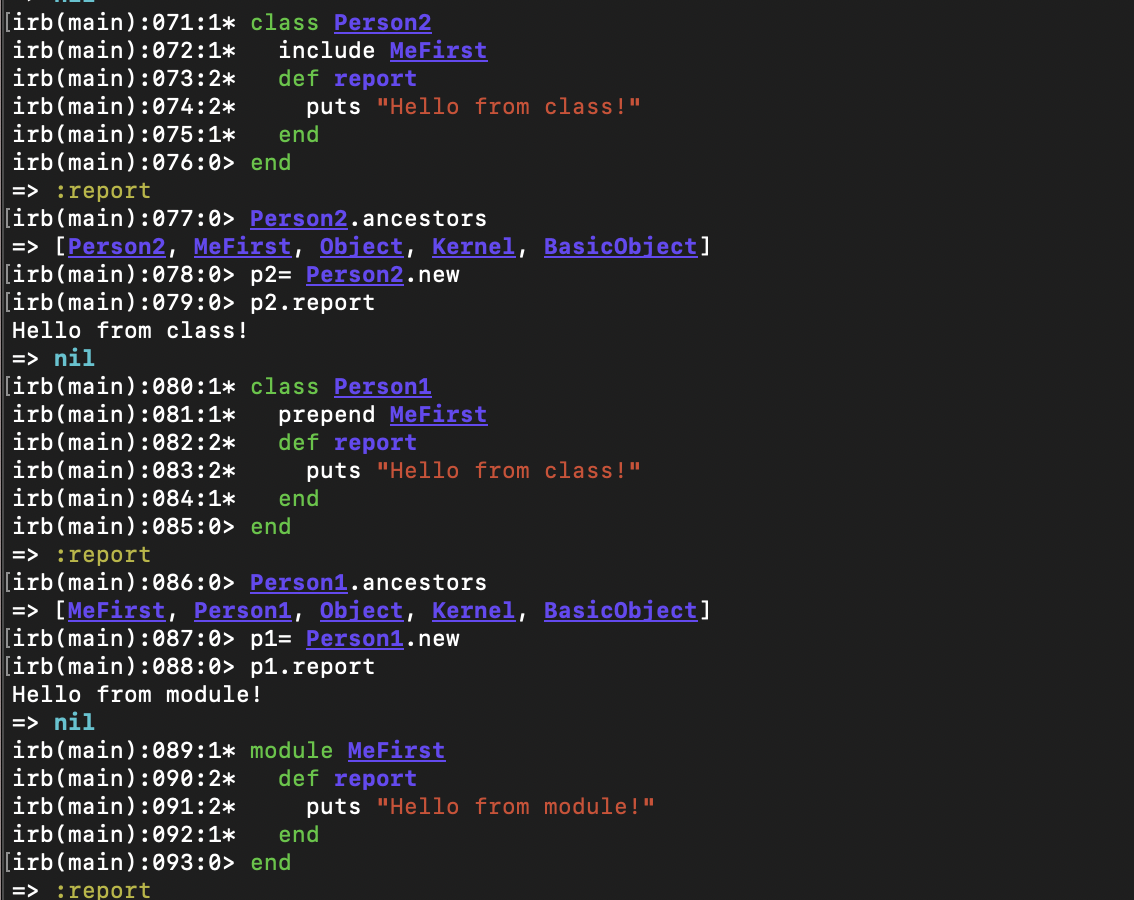 [irb(main):071:1* class Person2
irb(main):072:1*   include MeFirst
irb(main):073:2*   def report
irb(main):074:2*     puts "Hello from class!"
irb(main):075:1*   end
irb(main):076:0> end
=> :report
[irb(main):077:0> Person2.ancestors
=> [Person2, MeFirst, Object, Kernel, BasicObject]
[irb(main):078:0> p2= Person2.new
[irb(main):079:0> p2.report
Hello from class!
=> nil
[irb(main):080:1* class Person1
irb(main):081:1*   prepend MeFirst
irb(main):082:2*   def report
irb(main):083:2*     puts "Hello from class!"
irb(main):084:1*   end
irb(main):085:0> end
=> :report
[irb(main):086:0> Person1.ancestors
=> [MeFirst, Person1, Object, Kernel, BasicObject]
[irb(main):087:0> p1= Person1.new
[irb(main):088:0> p1.report
Hello from module!
=> nil
irb(main):089:1* module MeFirst
irb(main):090:2*   def report
irb(main):091:2*     puts "Hello from module!"
irb(main):092:1*   end
[irb(main):093:0> end
=> :report